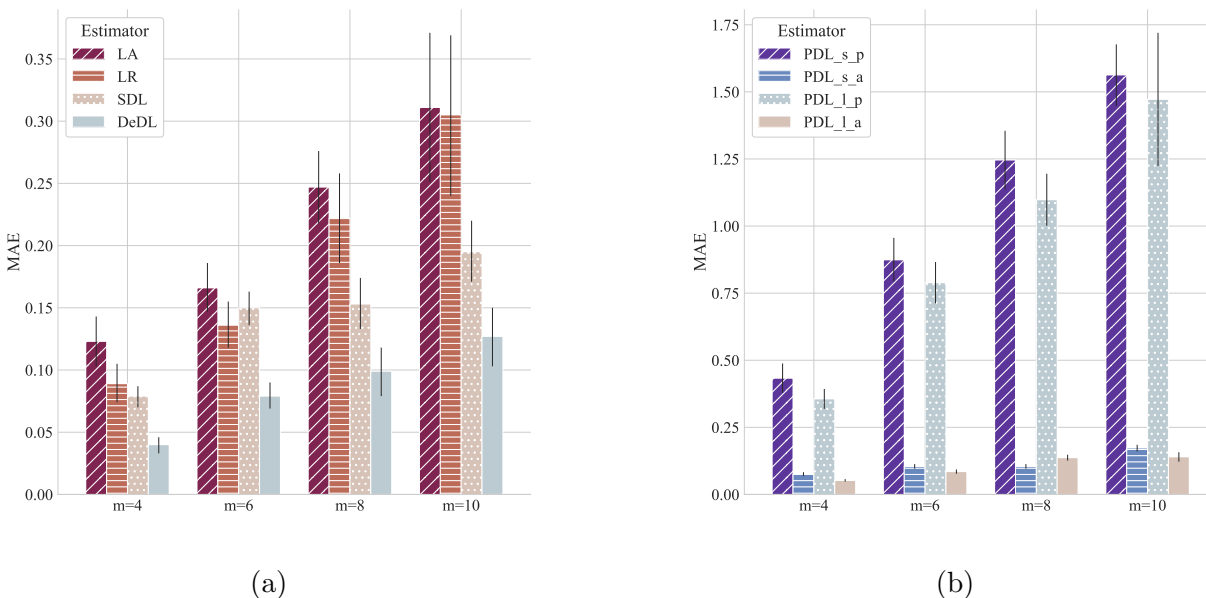 Estimator
LA
LR
SDL
DeDL
MAE
0.35
0.30
0.25
0.20
0.15
0.10
0.05
0.00
m=4
m=6
m=8
m=10
(a)
Estimator
PDL_s_p
PDL_s_a
PDL_l_p
PDL_l_a
MAE
1.75
1.50
1.25
1.00
0.75
0.50
0.25
0.00
m=4
m=6
m=8
m=10
(b)